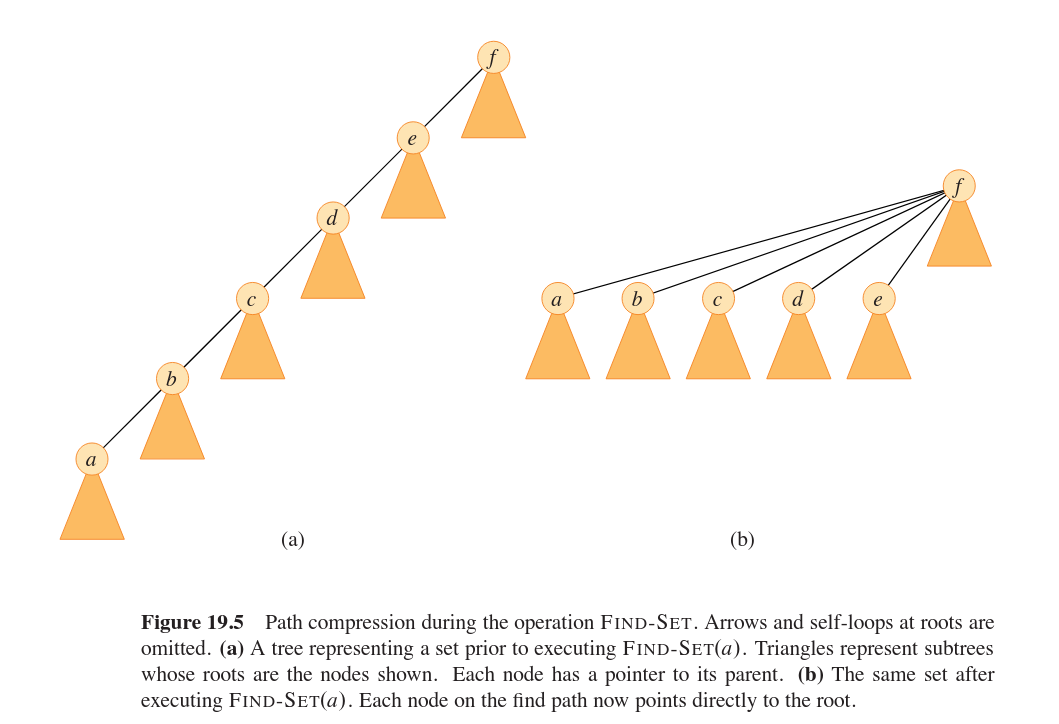 f
e
d
c
b
a
f
a b c d e
(a) (b)
Figure 19.5 Path compression during the operation FIND-SET. Arrows and self-loops at roots are
omitted. (a) A tree representing a set prior to executing FIND-SET(a). Triangles represent subtrees
whose roots are the nodes shown. Each node has a pointer to its parent. (b) The same set after
executing FIND-SET(a). Each node on the find path now points directly to the root.